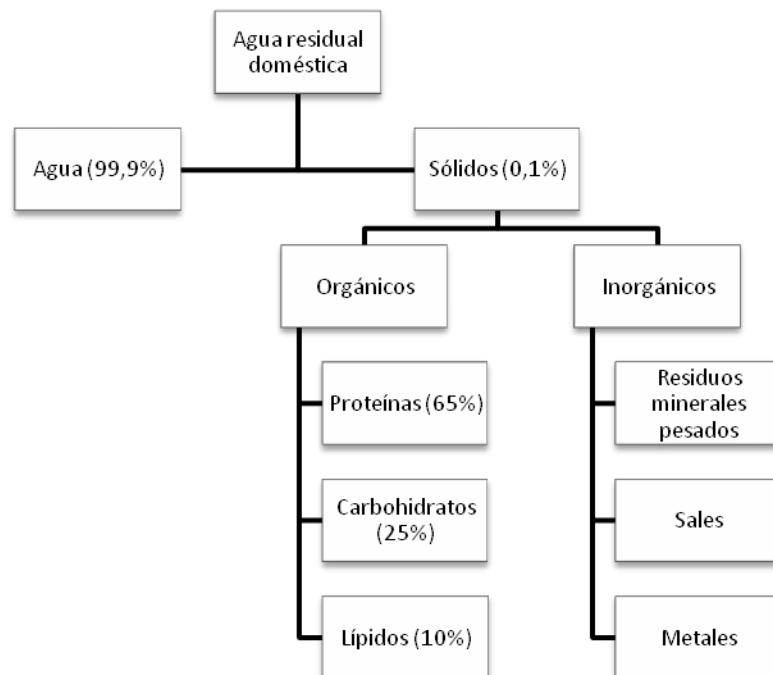 Agua residual
doméstica
Agua (99,9%)
Sólidos (0,1%)
Orgánicos
Inorgánicos
Proteínas (65%)
Residuos
minerales
pesados
Carbohidratos
(25%)
Sales
Lípidos (10%)
Metales